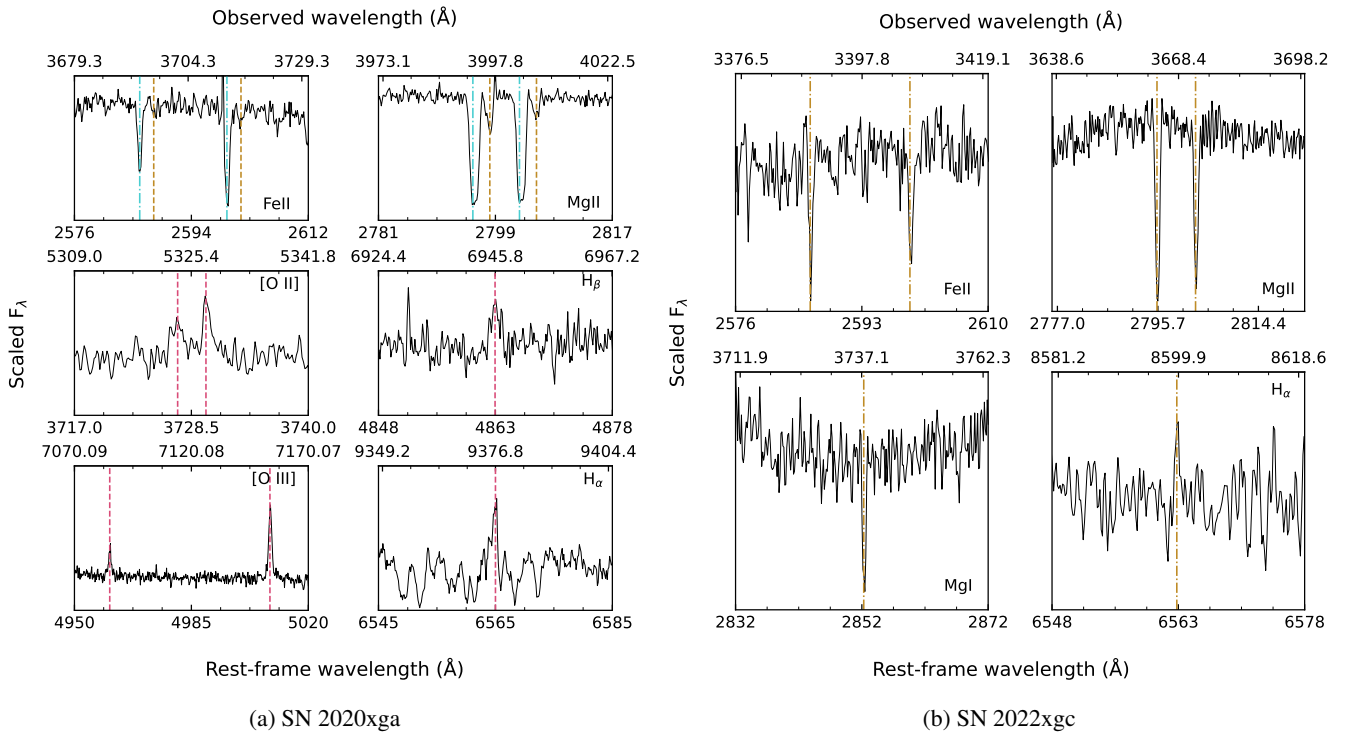 Observed wavelength (Å)
3679.3 3704.3 3729.3 3973.1 3997.8 4022.5
FeII MgII
2576 2594 2612 2781 2799 2817
5309.0 5325.4 5341.8 6924.4 6945.8 6967.2
[O II] Hβ
Scaled Fλ
3717.0 3728.5 3740.0 4848 4863 4878
7070.09 7120.08 7170.07 9349.2 9376.8 9404.4
[O III] Hα
4950 4985 5020 6545 6565 6585
Rest-frame wavelength (Å)
(a) SN 2020xga
Observed wavelength (Å)
3376.5 3397.8 3419.1 3638.6 3668.4 3698.2
FeII MgII
2576 2593 2610 2777.0 2795.7 2814.4
Scaled Fλ
3711.9 3737.1 3762.3 8581.2 8599.9 8618.6
Hα
MgI
2832 2852 2872 6548 6563 6578
Rest-frame wavelength (Å)
(b) SN 2022xgc